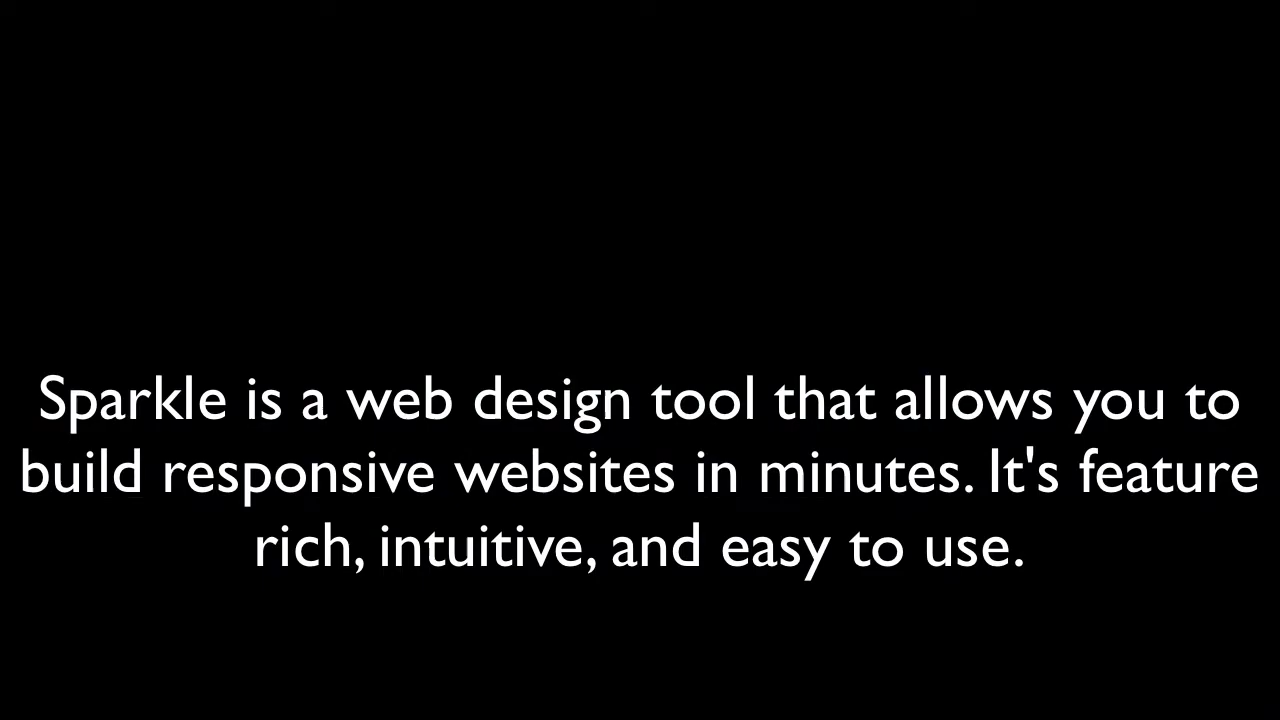 Sparkle is a web design tool that allows you to
build responsive websites in minutes. It's feature
rich, intuitive, and easy to use.